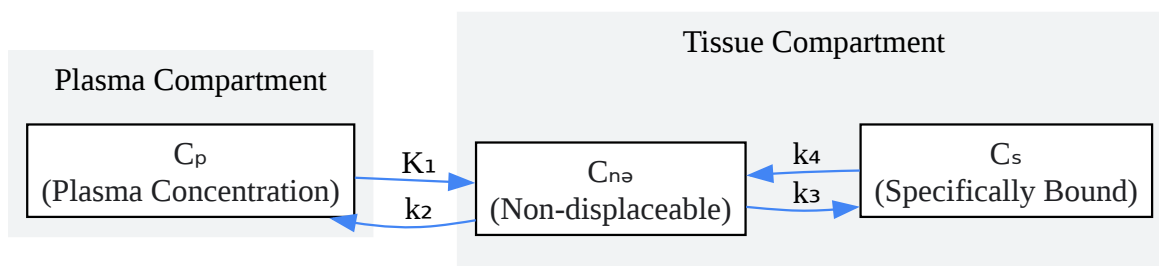 Tissue Compartment
Plasma Compartment
Cₚ
(Plasma Concentration)
K₁
k₂
Cₙₔ
(Non-displaceable)
k₄
k₃
Cₛ
(Specifically Bound)